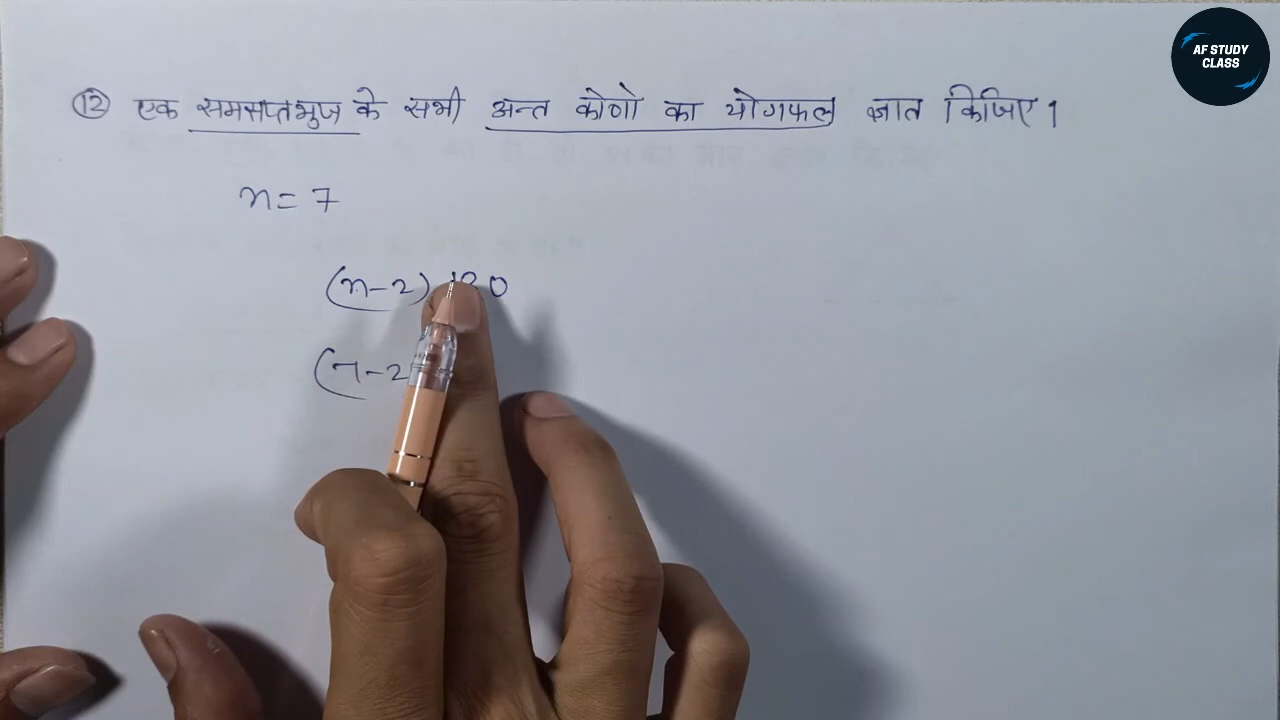 AF STUDY
CLASS
⑫ एक समसप्तभुज के सभी अन्त कोणो का योगफल ज्ञात किजिए।
n = 7
(n-2) 180
(7-2